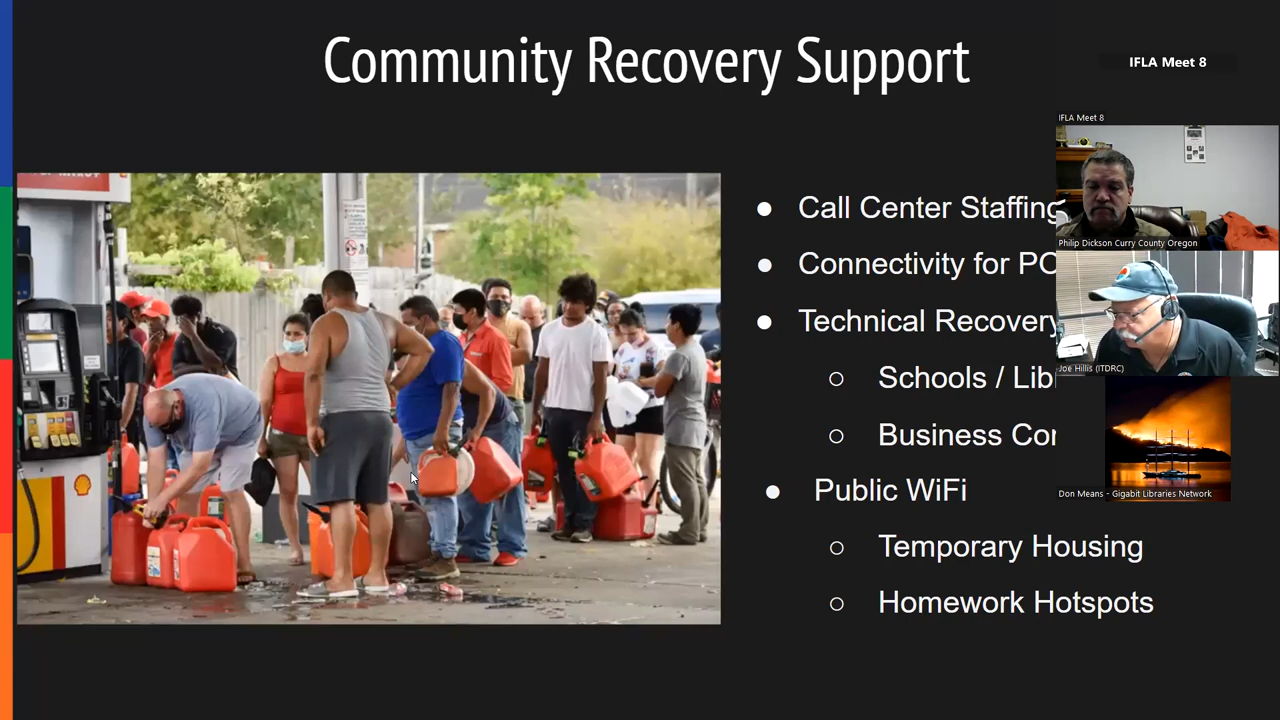 Community Recovery Support
IFLA Meet 8
IFLA Meet 8
Call Center Staffing
Philip Dickson Curry County Oregon
Connectivity for PO
Technical Recovery
Joe Hillis (ITDRC)
Schools / Lib
Business Con
Public WiFi
Don Means - Gigabit Libraries Network
Temporary Housing
Homework Hotspots